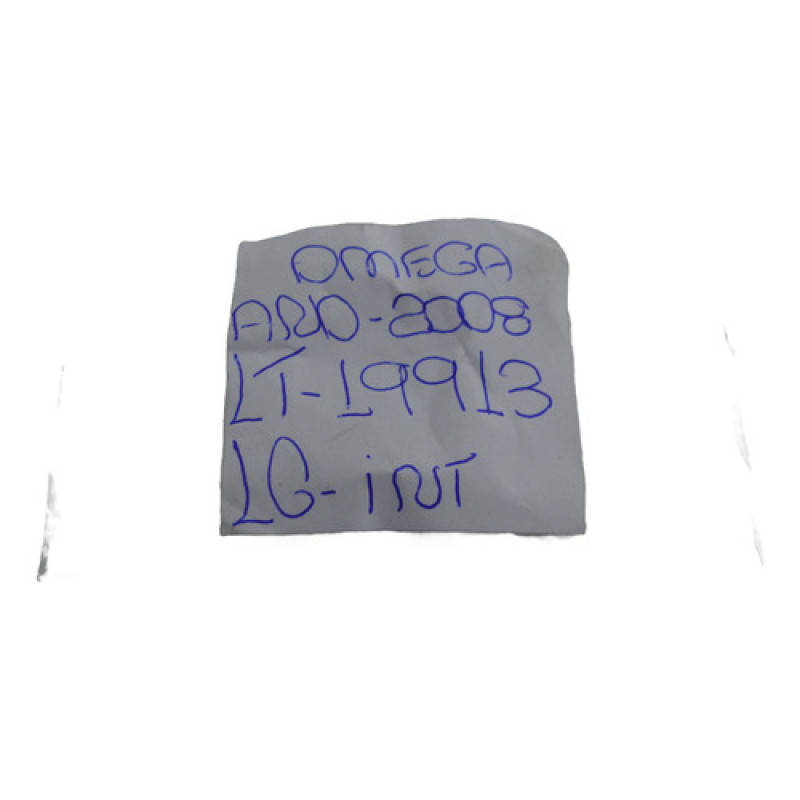 OMEGA
ANO-2008
LT-19913
LG-iNT